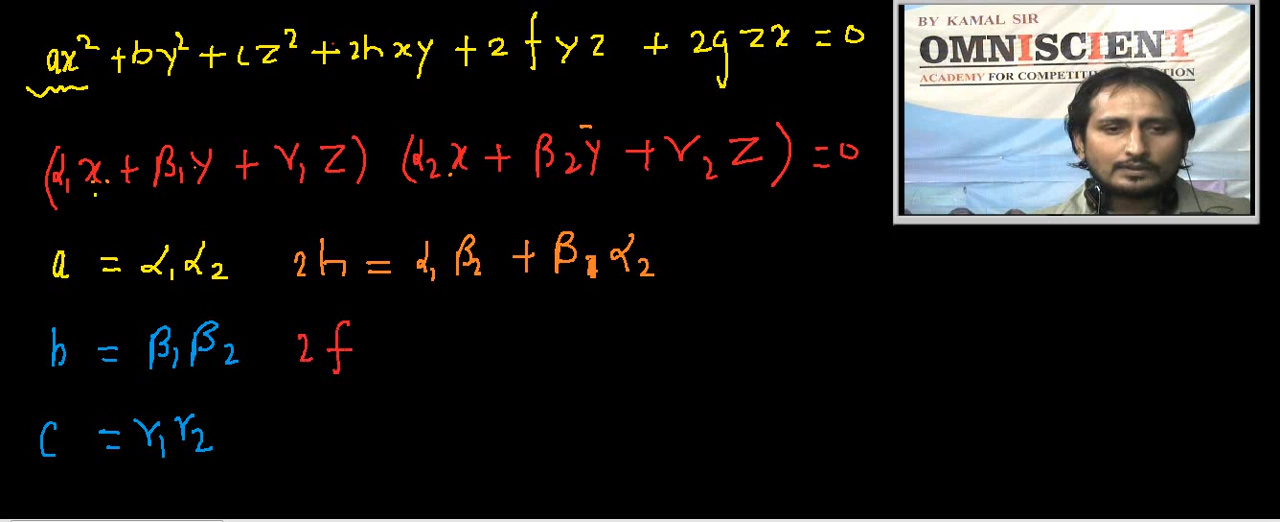 ax² + by² + cz² + 2hxy + 2fyz + 2gzx = 0
(α₁x + β₁y + γ₁z) (α₂x + β₂y + γ₂z) = 0
a = α₁α₂ 2h = α₁β₂ + β₁α₂
b = β₁β₂ 2f
c = γ₁γ₂
BY KAMAL SIR
OMNISCIENT
ACADEMY FOR